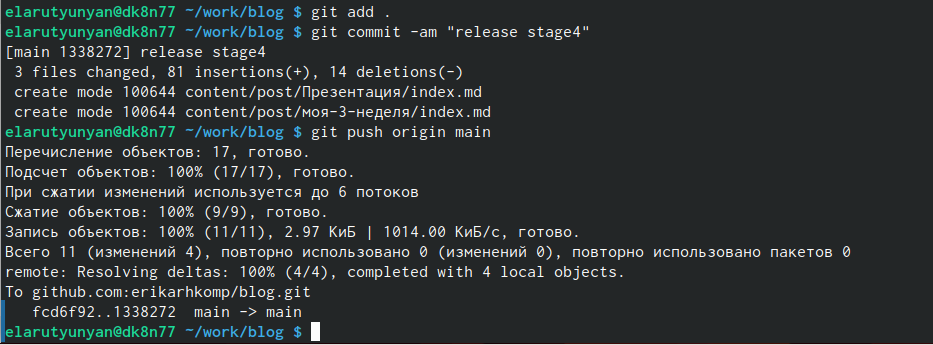 elarutyunyan@dk8n77 ~/work/blog $ git add .
elarutyunyan@dk8n77 ~/work/blog $ git commit -am "release stage4"
[main 1338272] release stage4
 3 files changed, 81 insertions(+), 14 deletions(-)
 create mode 100644 content/post/Презентация/index.md
 create mode 100644 content/post/моя-3-неделя/index.md
elarutyunyan@dk8n77 ~/work/blog $ git push origin main
Перечисление объектов: 17, готово.
Подсчет объектов: 100% (17/17), готово.
При сжатии изменений используется до 6 потоков
Сжатие объектов: 100% (9/9), готово.
Запись объектов: 100% (11/11), 2.97 КиБ | 1014.00 КиБ/с, готово.
Всего 11 (изменений 4), повторно использовано 0 (изменений 0), повторно использовано пакетов 0
remote: Resolving deltas: 100% (4/4), completed with 4 local objects.
To github.com:erikarhkomp/blog.git
   fcd6f92..1338272  main -> main
elarutyunyan@dk8n77 ~/work/blog $